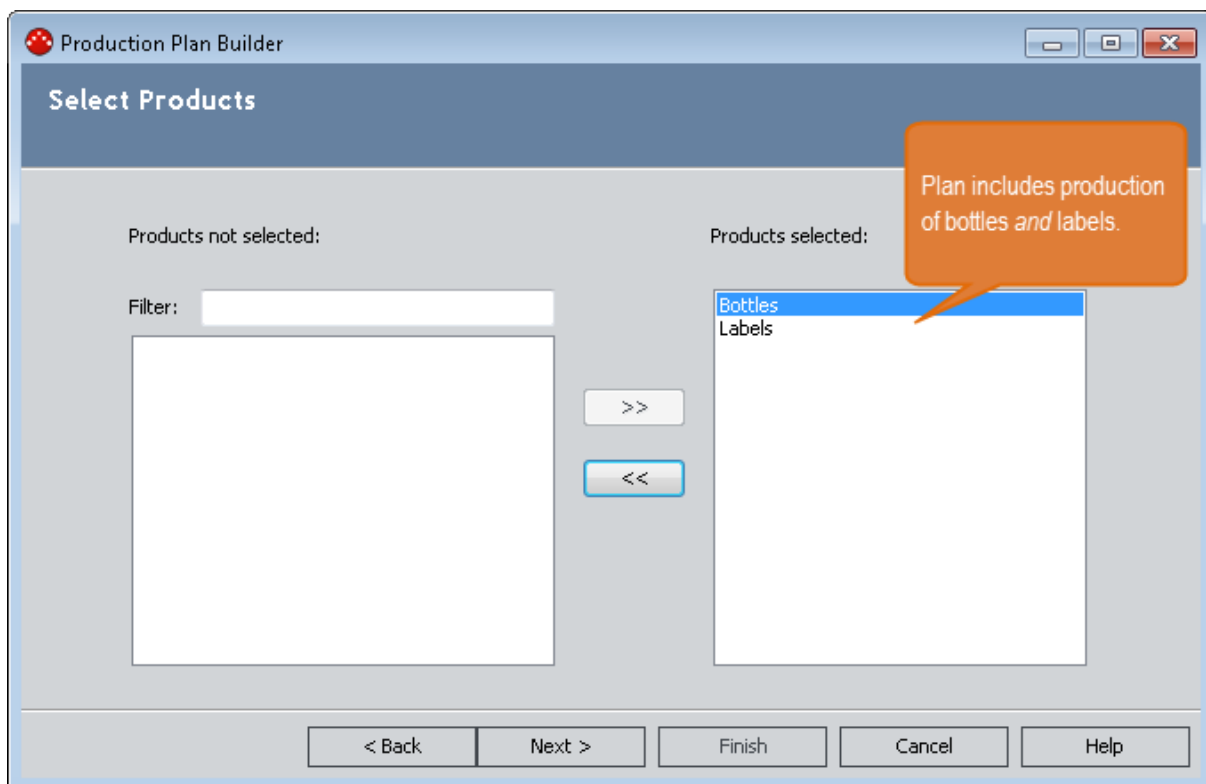 Production Plan Builder
Select Products
Plan includes production
of bottles and labels.
Products not selected:
Products selected:
Filter:
Bottles
Labels
>>
<<
< Back
Next >
Finish
Cancel
Help